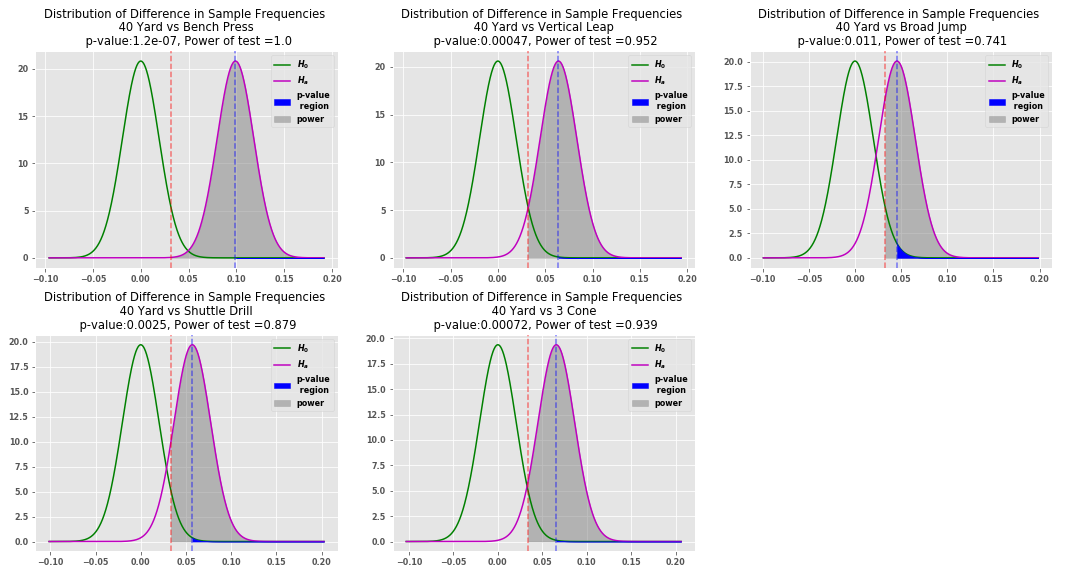 Distribution of Difference in Sample Frequencies
40 Yard vs Bench Press
p-value:1.2e-07, Power of test =1.0
H₀
Hₐ
p-value
region
power
20
15
10
5
0
−0.10
−0.05
0.00
0.05
0.10
0.15
0.20
Distribution of Difference in Sample Frequencies
40 Yard vs Vertical Leap
p-value:0.00047, Power of test =0.952
H₀
Hₐ
p-value
region
power
20
15
10
5
0
−0.10
−0.05
0.00
0.05
0.10
0.15
0.20
Distribution of Difference in Sample Frequencies
40 Yard vs Broad Jump
p-value:0.011, Power of test =0.741
H₀
Hₐ
p-value
region
power
20.0
17.5
15.0
12.5
10.0
7.5
5.0
2.5
0.0
−0.10
−0.05
0.00
0.05
0.10
0.15
0.20
Distribution of Difference in Sample Frequencies
40 Yard vs Shuttle Drill
p-value:0.0025, Power of test =0.879
H₀
Hₐ
p-value
region
power
20.0
17.5
15.0
12.5
10.0
7.5
5.0
2.5
0.0
−0.10
−0.05
0.00
0.05
0.10
0.15
0.20
Distribution of Difference in Sample Frequencies
40 Yard vs 3 Cone
p-value:0.00072, Power of test =0.939
H₀
Hₐ
p-value
region
power
20.0
17.5
15.0
12.5
10.0
7.5
5.0
2.5
0.0
−0.10
−0.05
0.00
0.05
0.10
0.15
0.20